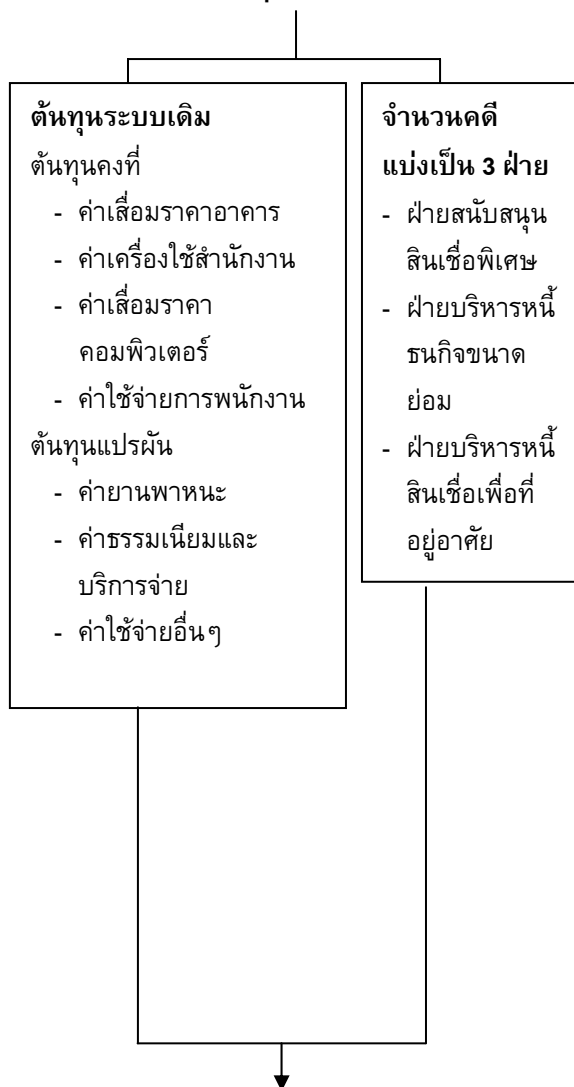 ต้นทุนระบบเดิม
ต้นทุนคงที่
- ค่าเสื่อมราคาอาคาร
- ค่าเครื่องใช้สำนักงาน
- ค่าเสื่อมราคา
คอมพิวเตอร์
- ค่าใช้จ่ายการพนักงาน
ต้นทุนแปรผัน
- ค่ายานพาหนะ
- ค่าธรรมเนียมและ
บริการจ่าย
- ค่าใช้จ่ายอื่นๆ
จำนวนคดี
แบ่งเป็น 3 ฝ่าย
- ฝ่ายสนับสนุน
สินเชื่อพิเศษ
- ฝ่ายบริหารหนี้
ธนกิจขนาด
ย่อม
- ฝ่ายบริหารหนี้
สินเชื่อเพื่อที่
อยู่อาศัย